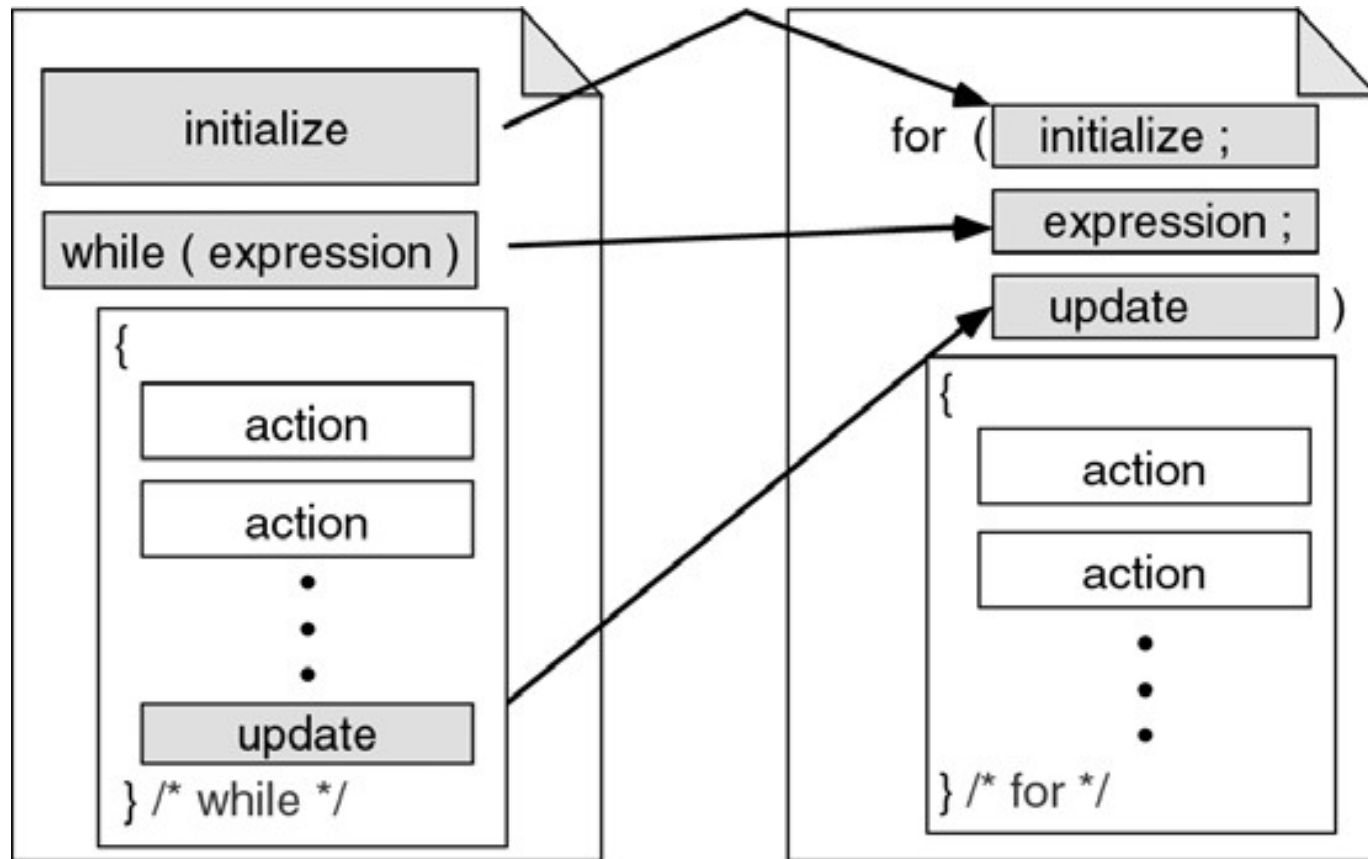 initialize
while ( expression )
{
action
action
update
} /* while */
for ( initialize ;
expression ;
update )
{
action
action
} /* for */